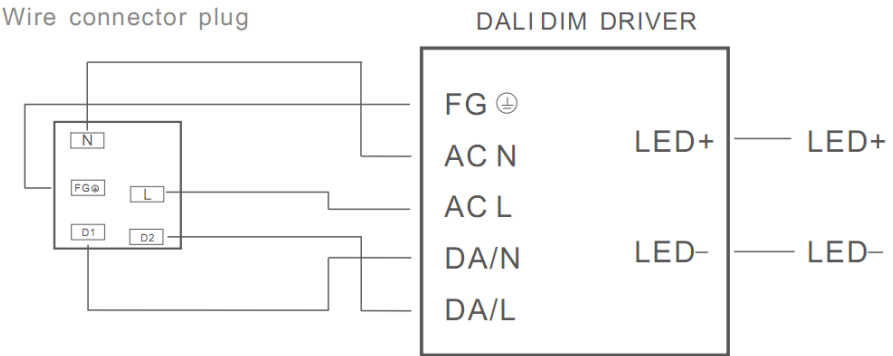 Wire connector plug
DALI DIM DRIVER
N
FG⏚
L
D1
D2
FG⏚
AC N
AC L
DA/N
DA/L
LED+
LED–
LED+
LED–